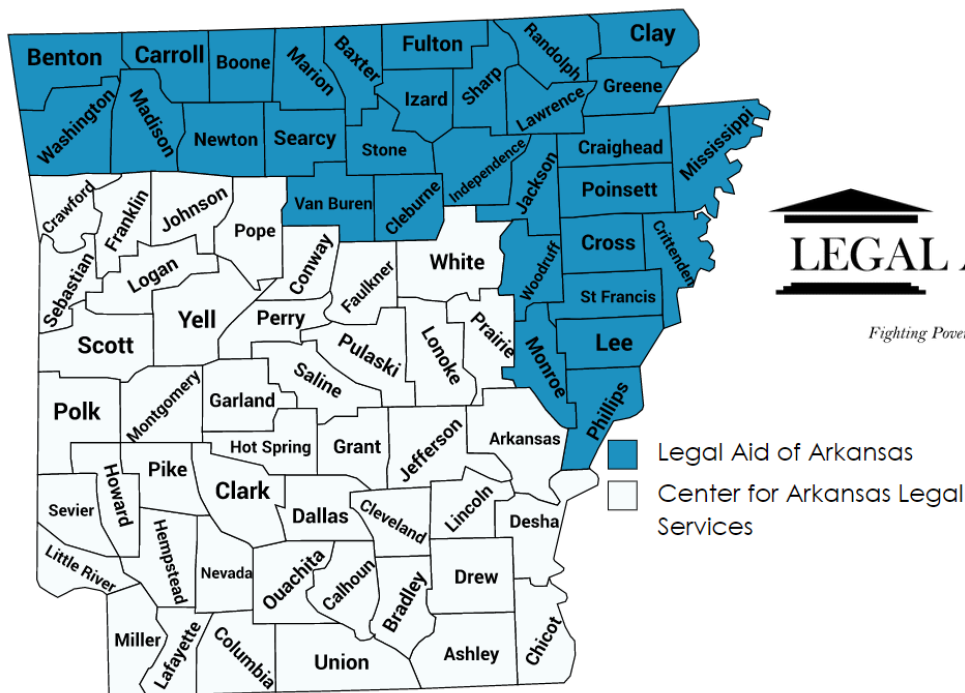 Benton
Carroll
Boone
Marion
Baxter
Fulton
Randolph
Clay
Washington
Madison
Newton
Searcy
Stone
Izard
Sharp
Lawrence
Greene
Mississippi
Independence
Jackson
Craighead
Poinsett
Van Buren
Cleburne
Crawford
Franklin
Johnson
Pope
Conway
Faulkner
White
Woodruff
Cross
Crittenden
LEGAL A
Fighting Pover
Sebastian
Logan
Yell
Perry
Pulaski
Lonoke
Prairie
Monroe
St Francis
Lee
Phillips
Scott
Polk
Montgomery
Garland
Saline
Hot Spring
Grant
Jefferson
Arkansas
Legal Aid of Arkansas
Center for Arkansas Legal
Services
Sevier
Howard
Pike
Clark
Dallas
Cleveland
Lincoln
Desha
Little River
Hempstead
Nevada
Ouachita
Calhoun
Bradley
Drew
Miller
Lafayette
Columbia
Union
Ashley
Chicot